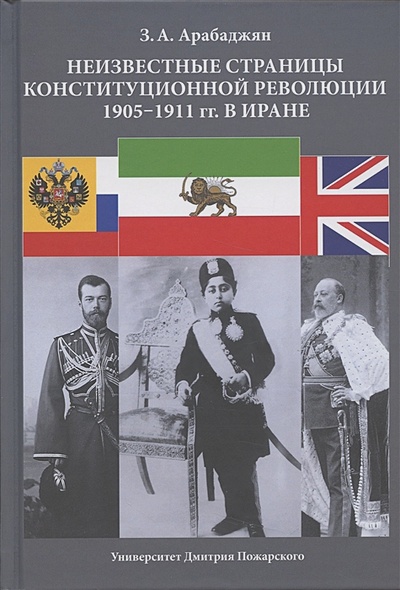 З. А. Арабаджян
НЕИЗВЕСТНЫЕ СТРАНИЦЫ
КОНСТИТУЦИОННОЙ РЕВОЛЮЦИИ
1905–1911 гг. В ИРАНЕ
Университет Дмитрия Пожарского